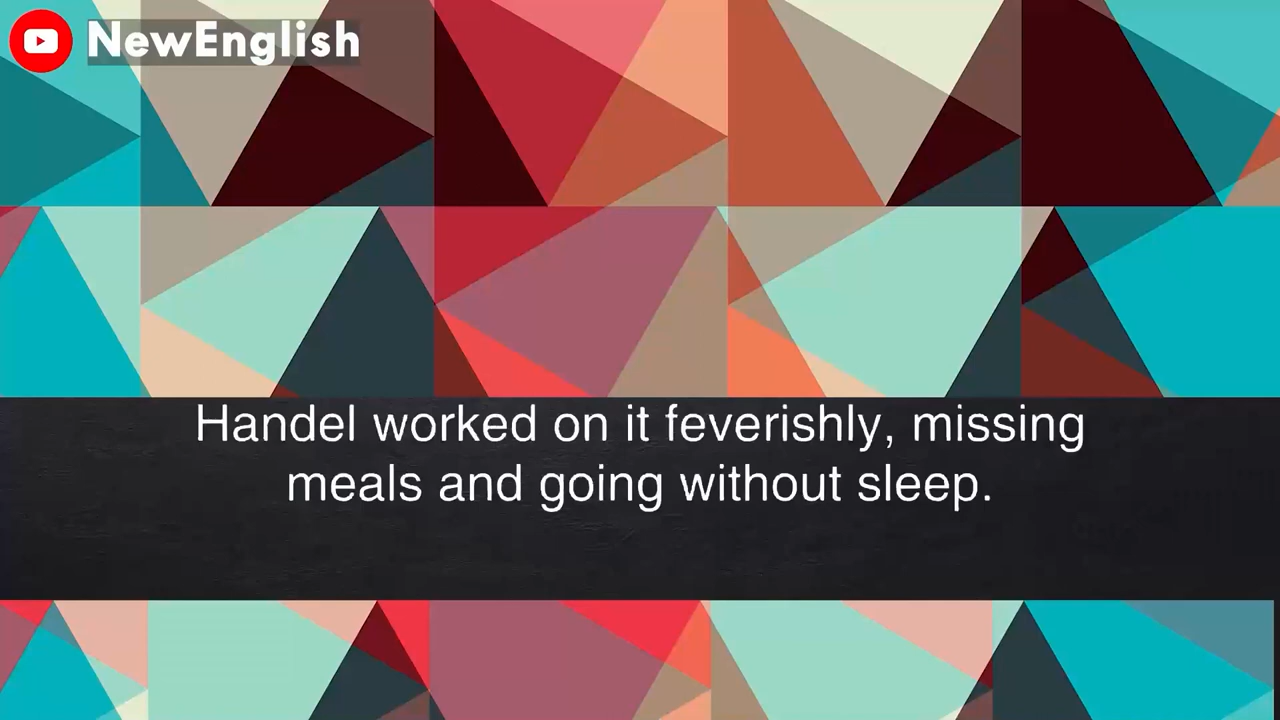 NewEnglish
Handel worked on it feverishly, missing
meals and going without sleep.